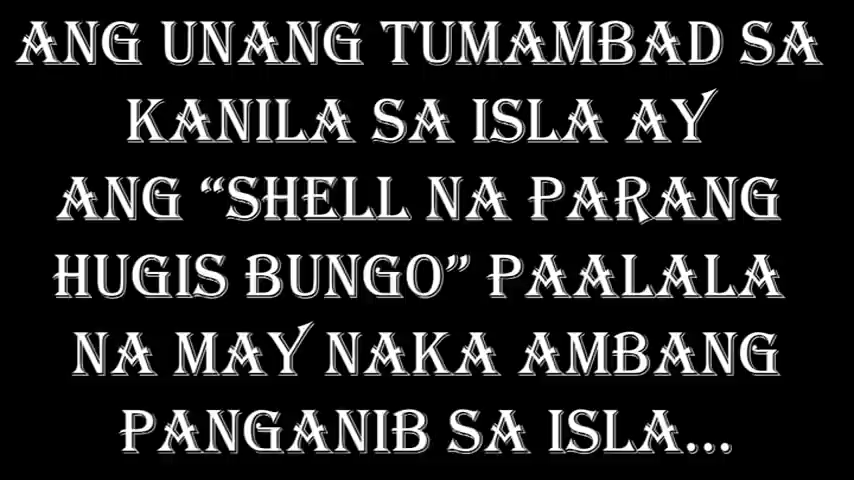 ANG UNANG TUMAMBAD SA
KANILA SA ISLA AY
ANG “SHELL NA PARANG
HUGIS BUNGO” PAALALA
NA MAY NAKA AMBANG
PANGANIB SA ISLA...